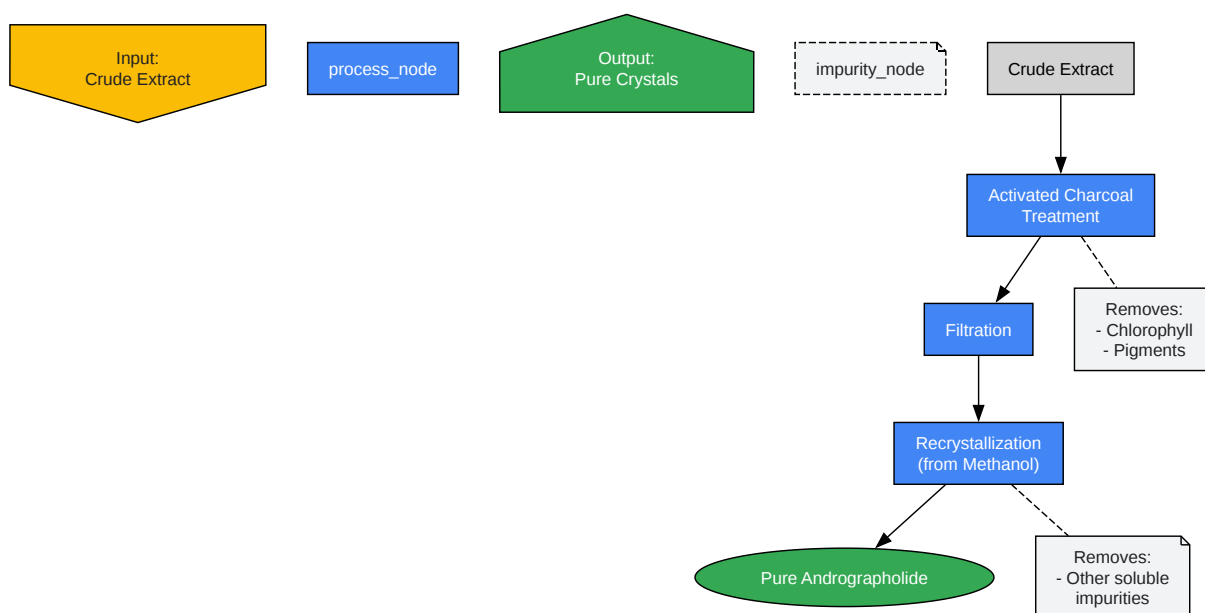 Input:
Crude Extract
process_node
Output:
Pure Crystals
impurity_node
Crude Extract
Activated Charcoal
Treatment
Filtration
Removes:
- Chlorophyll
- Pigments
Recrystallization
(from Methanol)
Pure Andrographolide
Removes:
- Other soluble
impurities